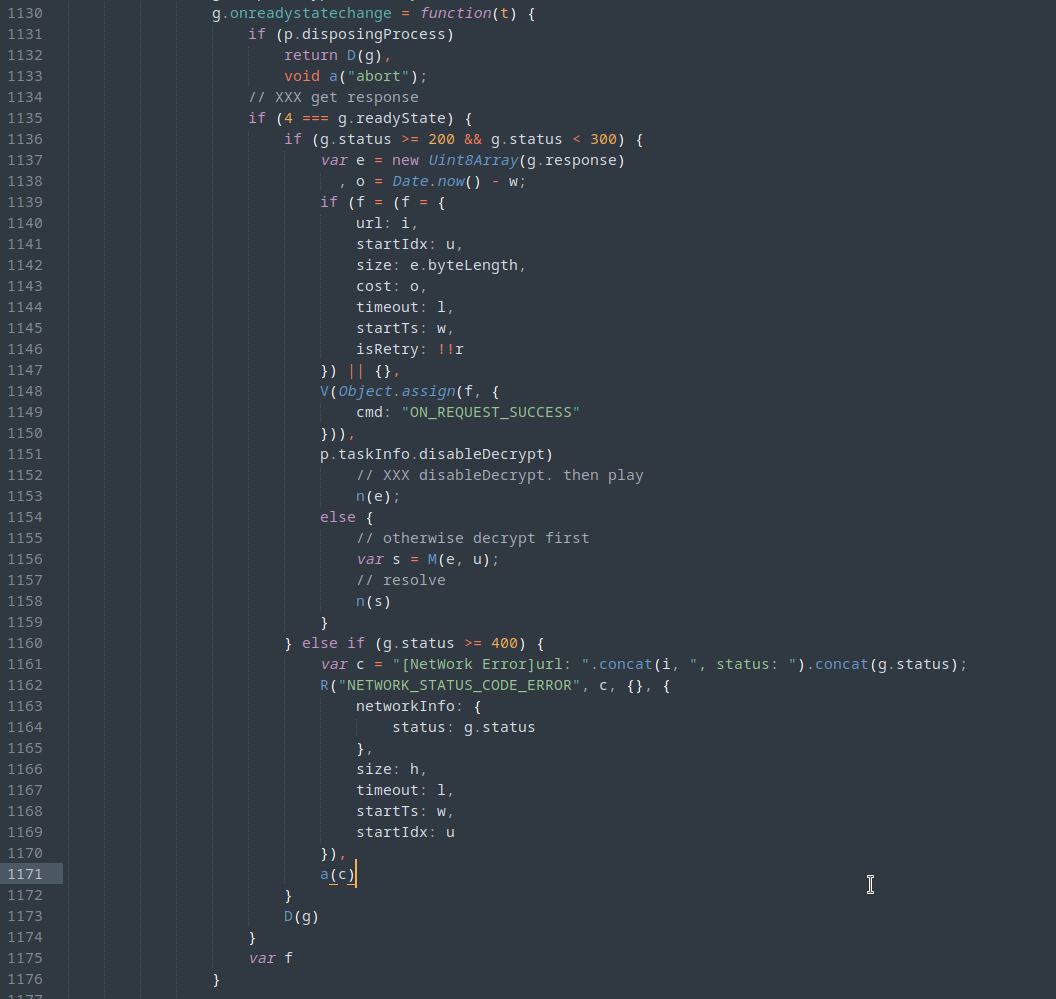 1130 g.onreadystatechange = function(t) {
1131 if (p.disposingProcess)
1132 return D(g),
1133 void a("abort");
1134 // XXX get response
1135 if (4 === g.readyState) {
1136 if (g.status >= 200 && g.status < 300) {
1137 var e = new Uint8Array(g.response)
1138 , o = Date.now() - w;
1139 if (f = (f = {
1140 url: i,
1141 startIdx: u,
1142 size: e.byteLength,
1143 cost: o,
1144 timeout: l,
1145 startTs: w,
1146 isRetry: !!r
1147 }) || {},
1148 V(Object.assign(f, {
1149 cmd: "ON_REQUEST_SUCCESS"
1150 })),
1151 p.taskInfo.disableDecrypt)
1152 // XXX disableDecrypt. then play
1153 n(e);
1154 else {
1155 // otherwise decrypt first
1156 var s = M(e, u);
1157 // resolve
1158 n(s)
1159 }
1160 } else if (g.status >= 400) {
1161 var c = "[NetWork Error]url: ".concat(i, ", status: ").concat(g.status);
1162 R("NETWORK_STATUS_CODE_ERROR", c, {}, {
1163 networkInfo: {
1164 status: g.status
1165 },
1166 size: h,
1167 timeout: l,
1168 startTs: w,
1169 startIdx: u
1170 }),
1171 a(c)
1172 }
1173 D(g)
1174 }
1175 var f
1176 }